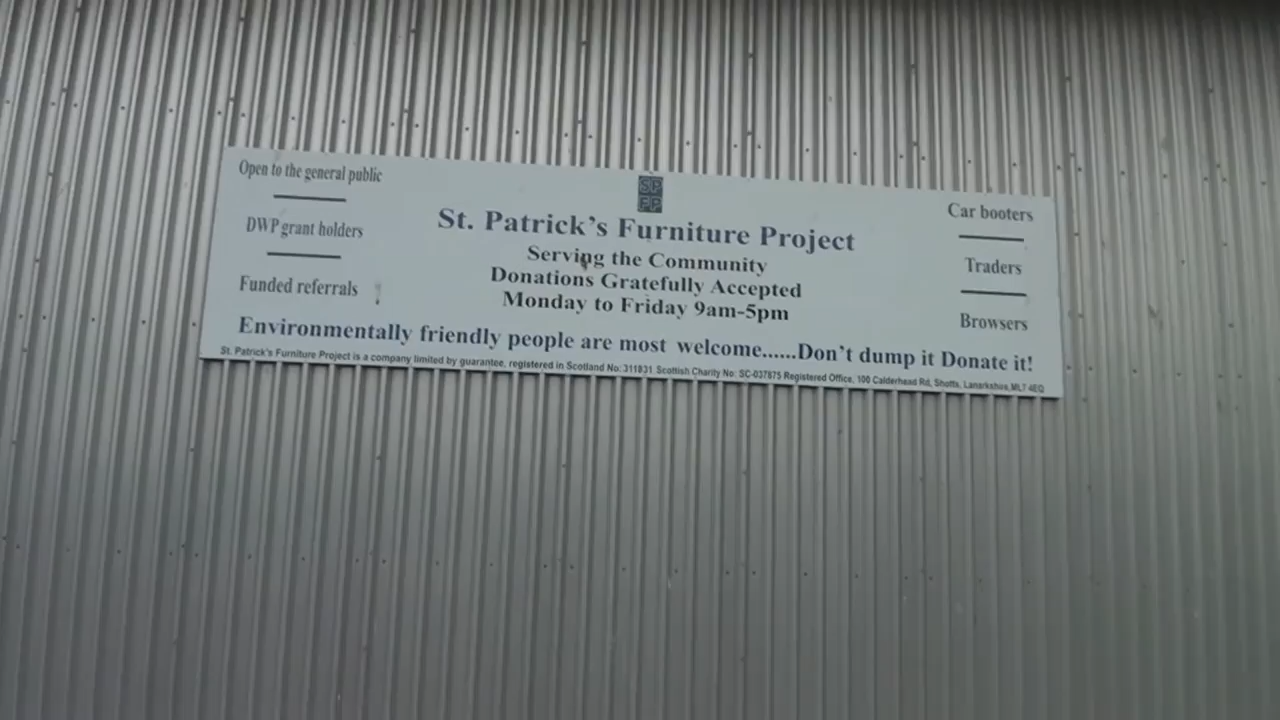 Open to the general public
DWP grant holders
Funded referrals
SP
FP
St. Patrick's Furniture Project
Serving the Community
Donations Gratefully Accepted
Monday to Friday 9am-5pm
Car booters
Traders
Browsers
Environmentally friendly people are most welcome......Don't dump it Donate it!
St. Patrick's Furniture Project is a company limited by guarantee, registered in Scotland No: 311831 Scottish Charity No: SC-037875 Registered Office, 100 Calderhead Rd, Shotts, Lanarkshire, ML7 4EQ